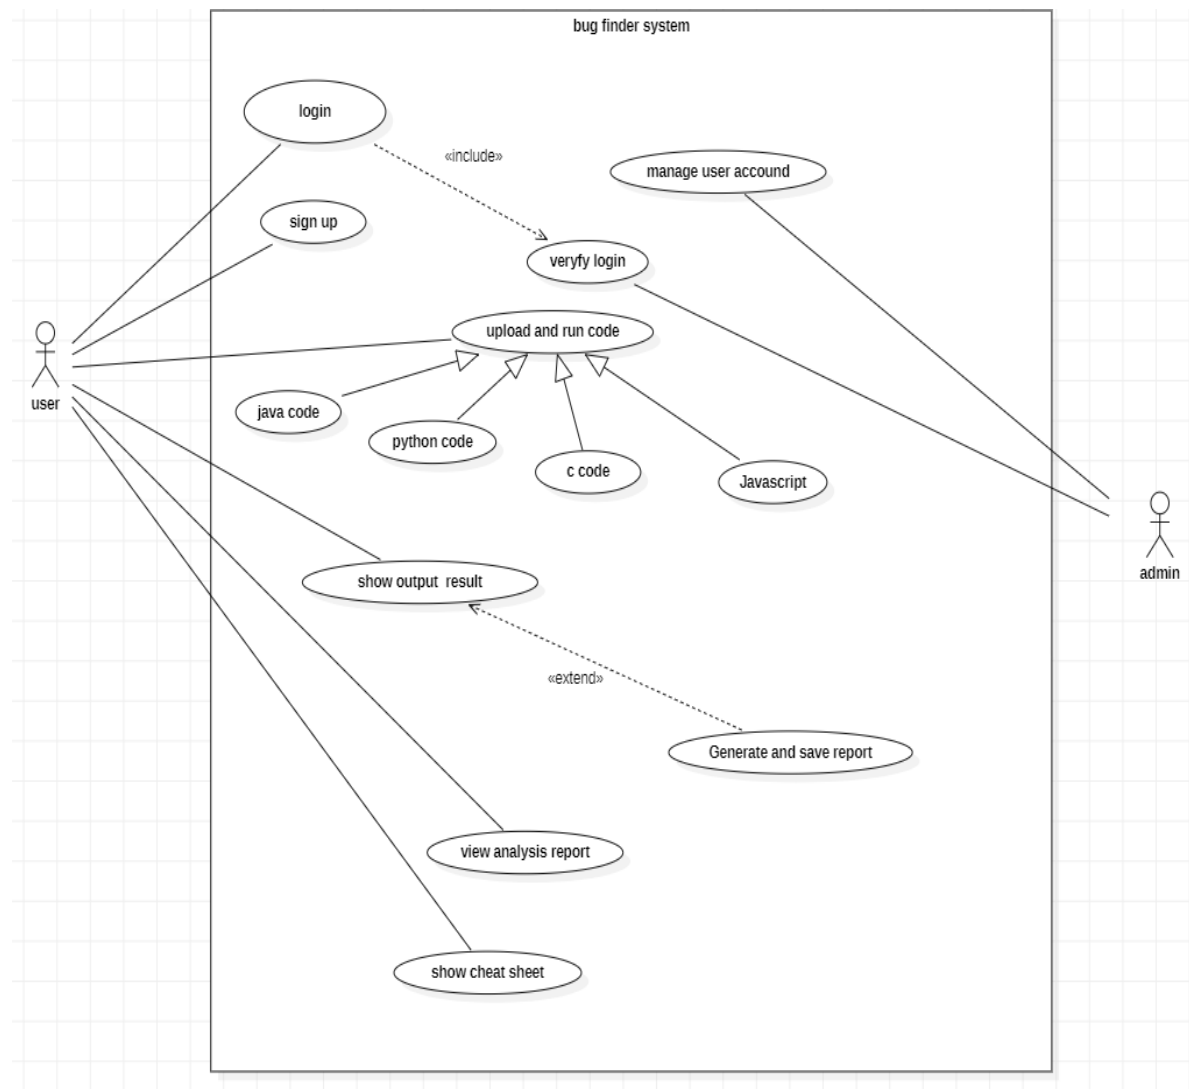 bug finder system
login
«include»
manage user accound
sign up
veryfy login
upload and run code
user
java code
python code
c code
Javascript
admin
show output  result
«extend»
Generate and save report
view analysis report
show cheat sheet